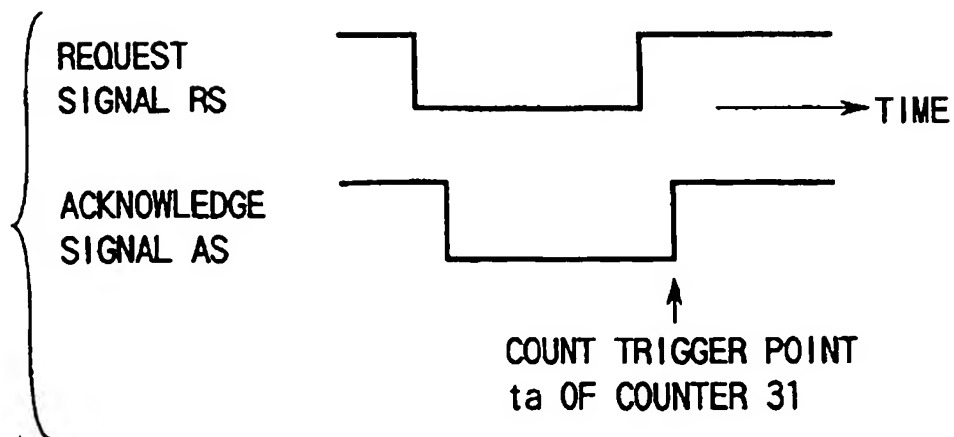 REQUEST
SIGNAL RS
TIME
ACKNOWLEDGE
SIGNAL AS
COUNT TRIGGER POINT
ta OF COUNTER 31